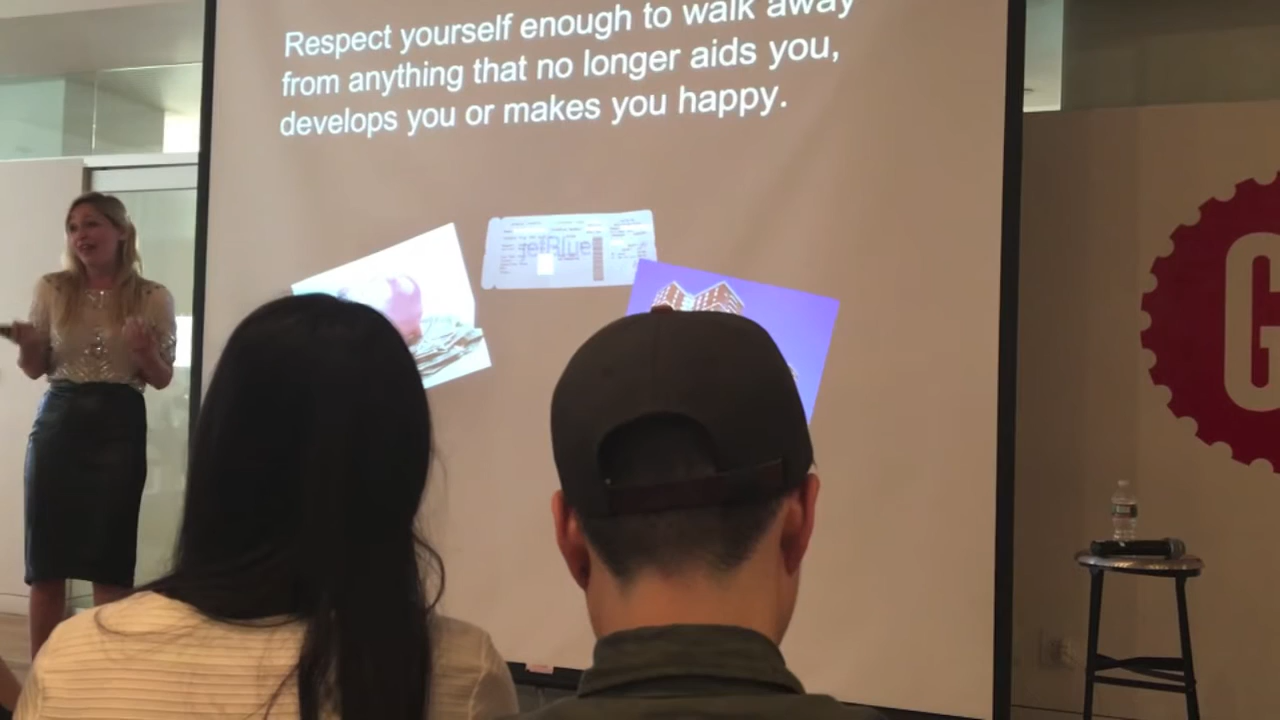 Respect yourself enough to walk away
from anything that no longer aids you,
develops you or makes you happy.
jetBlue
G